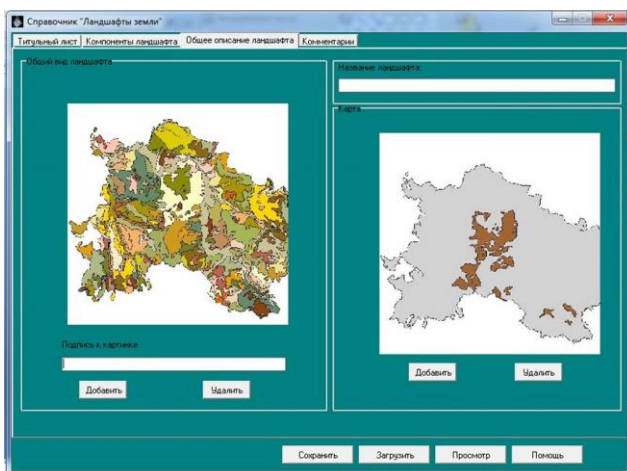 Справочник "Ландшафты земли"
Титульный лист Компоненты ландшафта Общее описание ландшафта Комментарии
Общий вид ландшафта
Название ландшафта:
Карта
Подпись к картинке
Добавить Удалить
Добавить Удалить
Сохранить Загрузить Просмотр Помощь